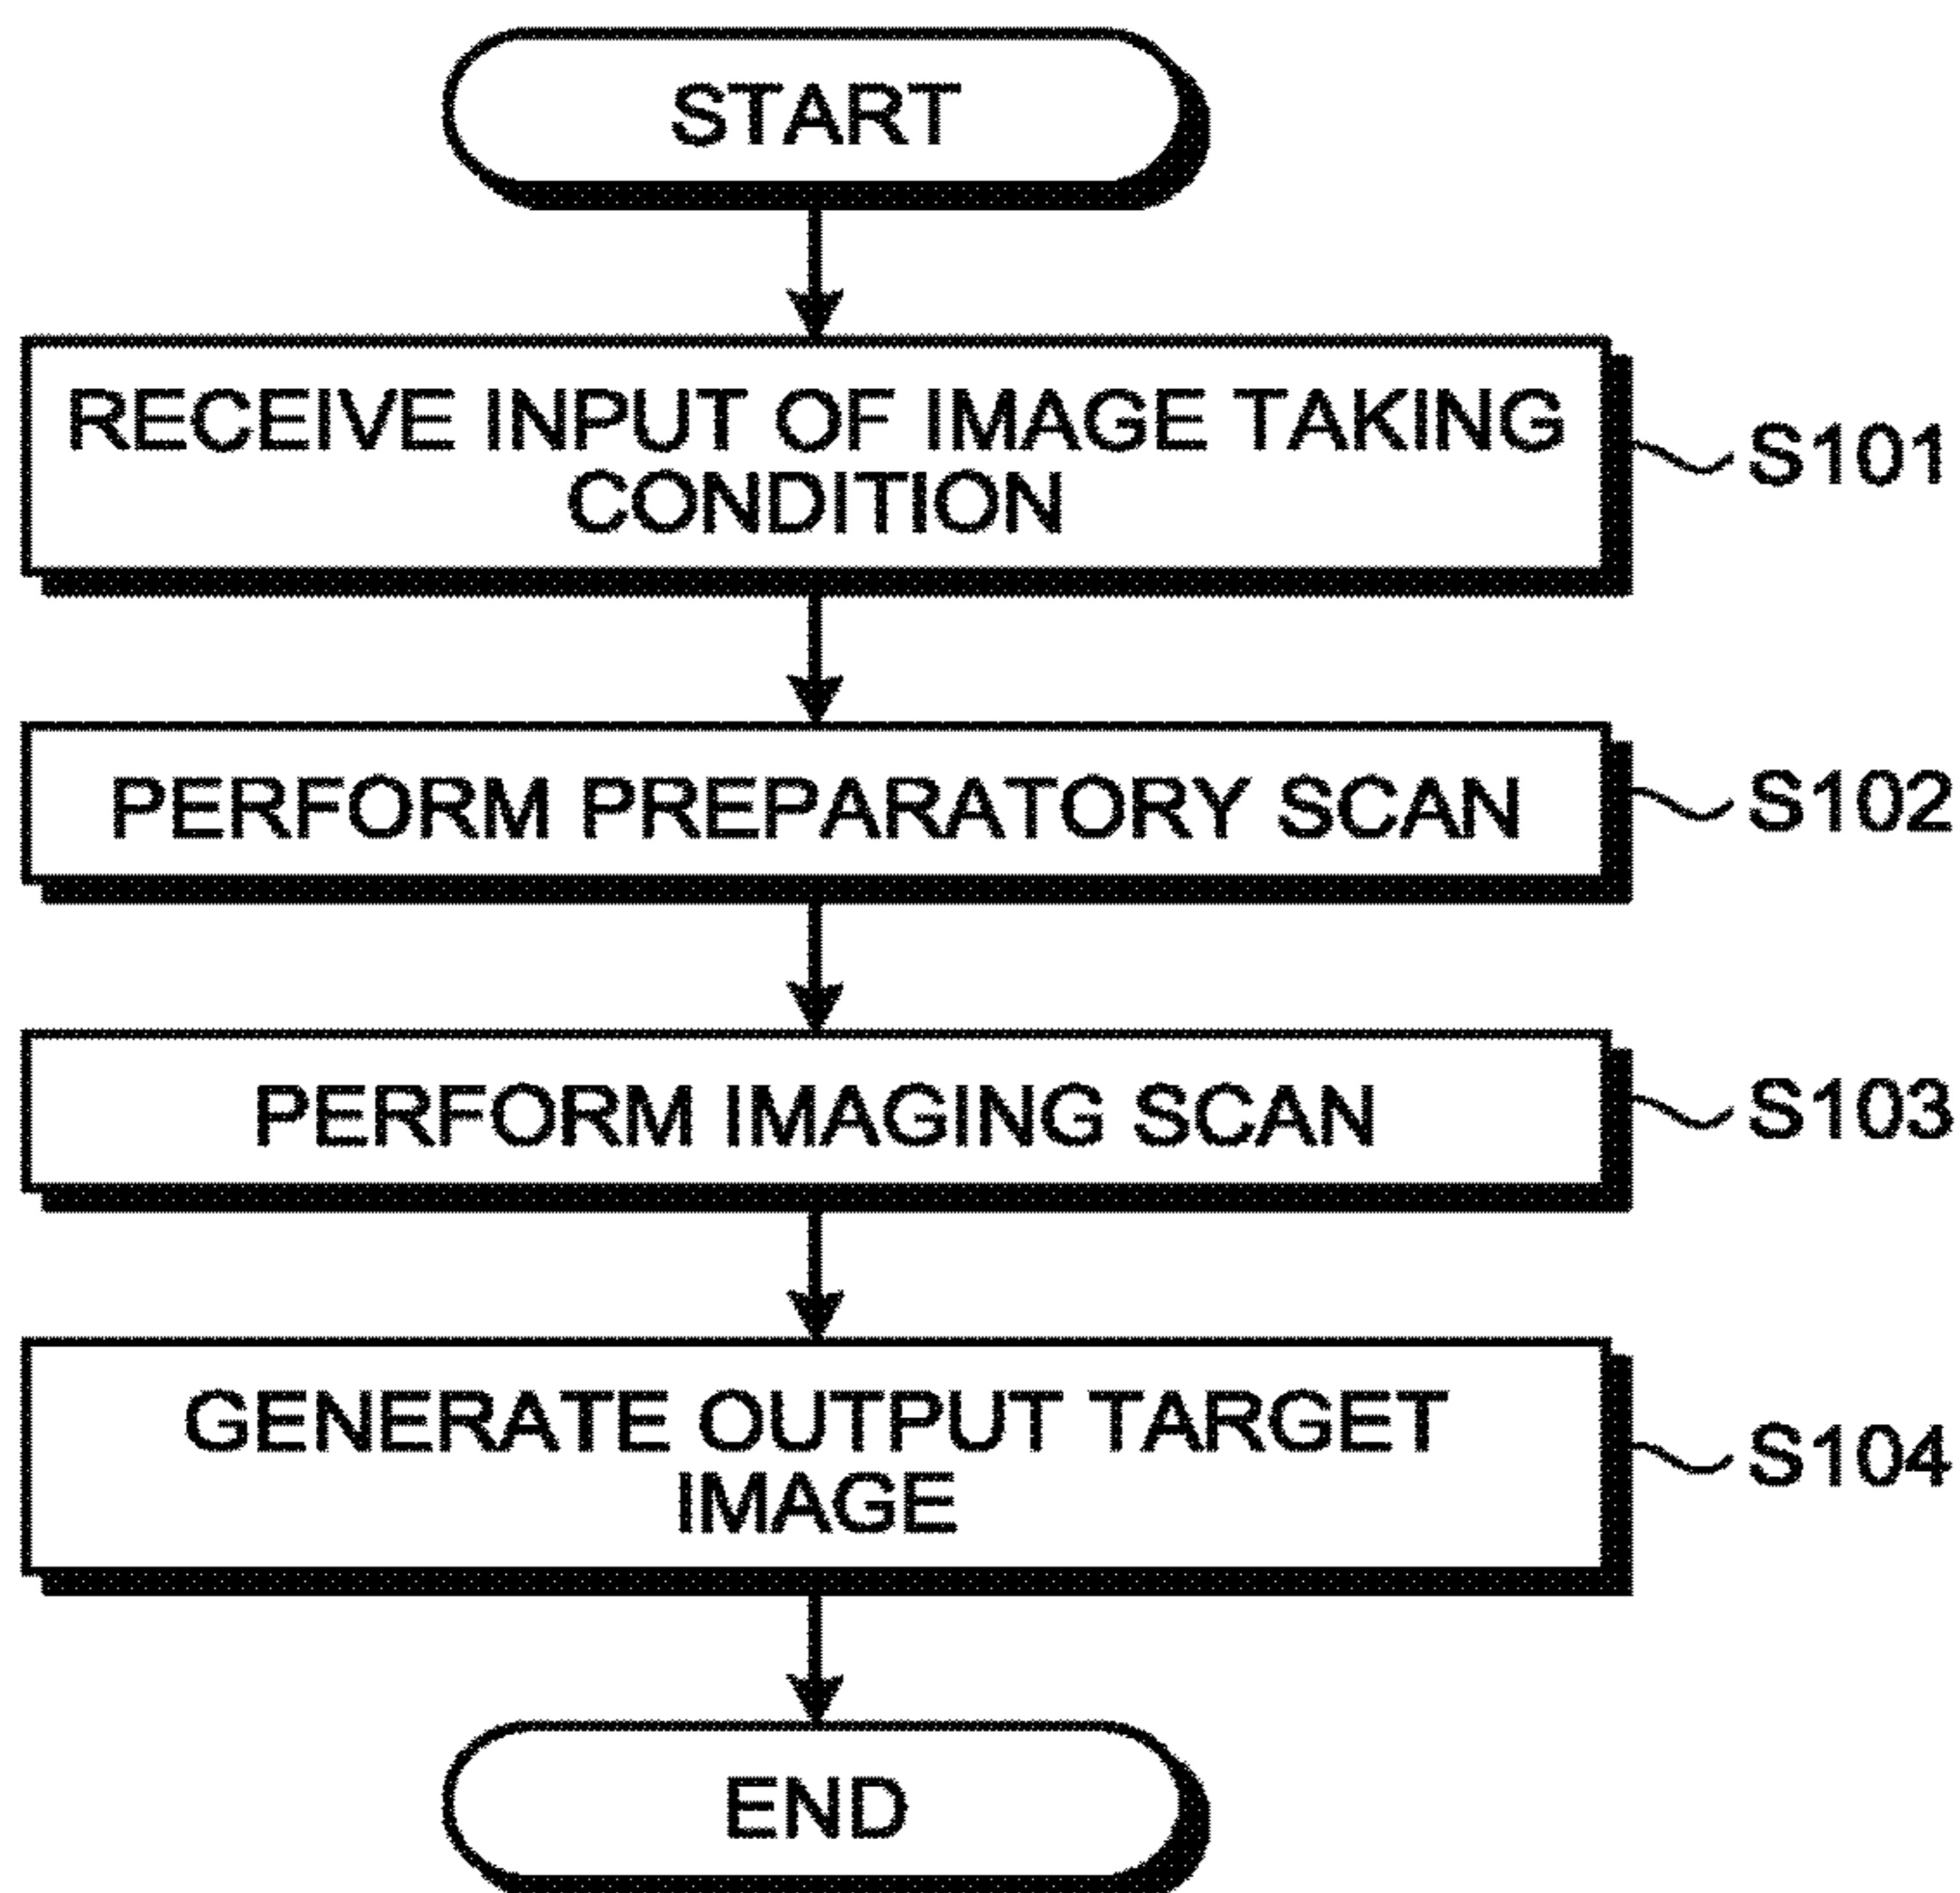 START
RECEIVE INPUT OF IMAGE TAKING
CONDITION
S101
PERFORM PREPARATORY SCAN
S102
PERFORM IMAGING SCAN
S103
GENERATE OUTPUT TARGET
IMAGE
S104
END